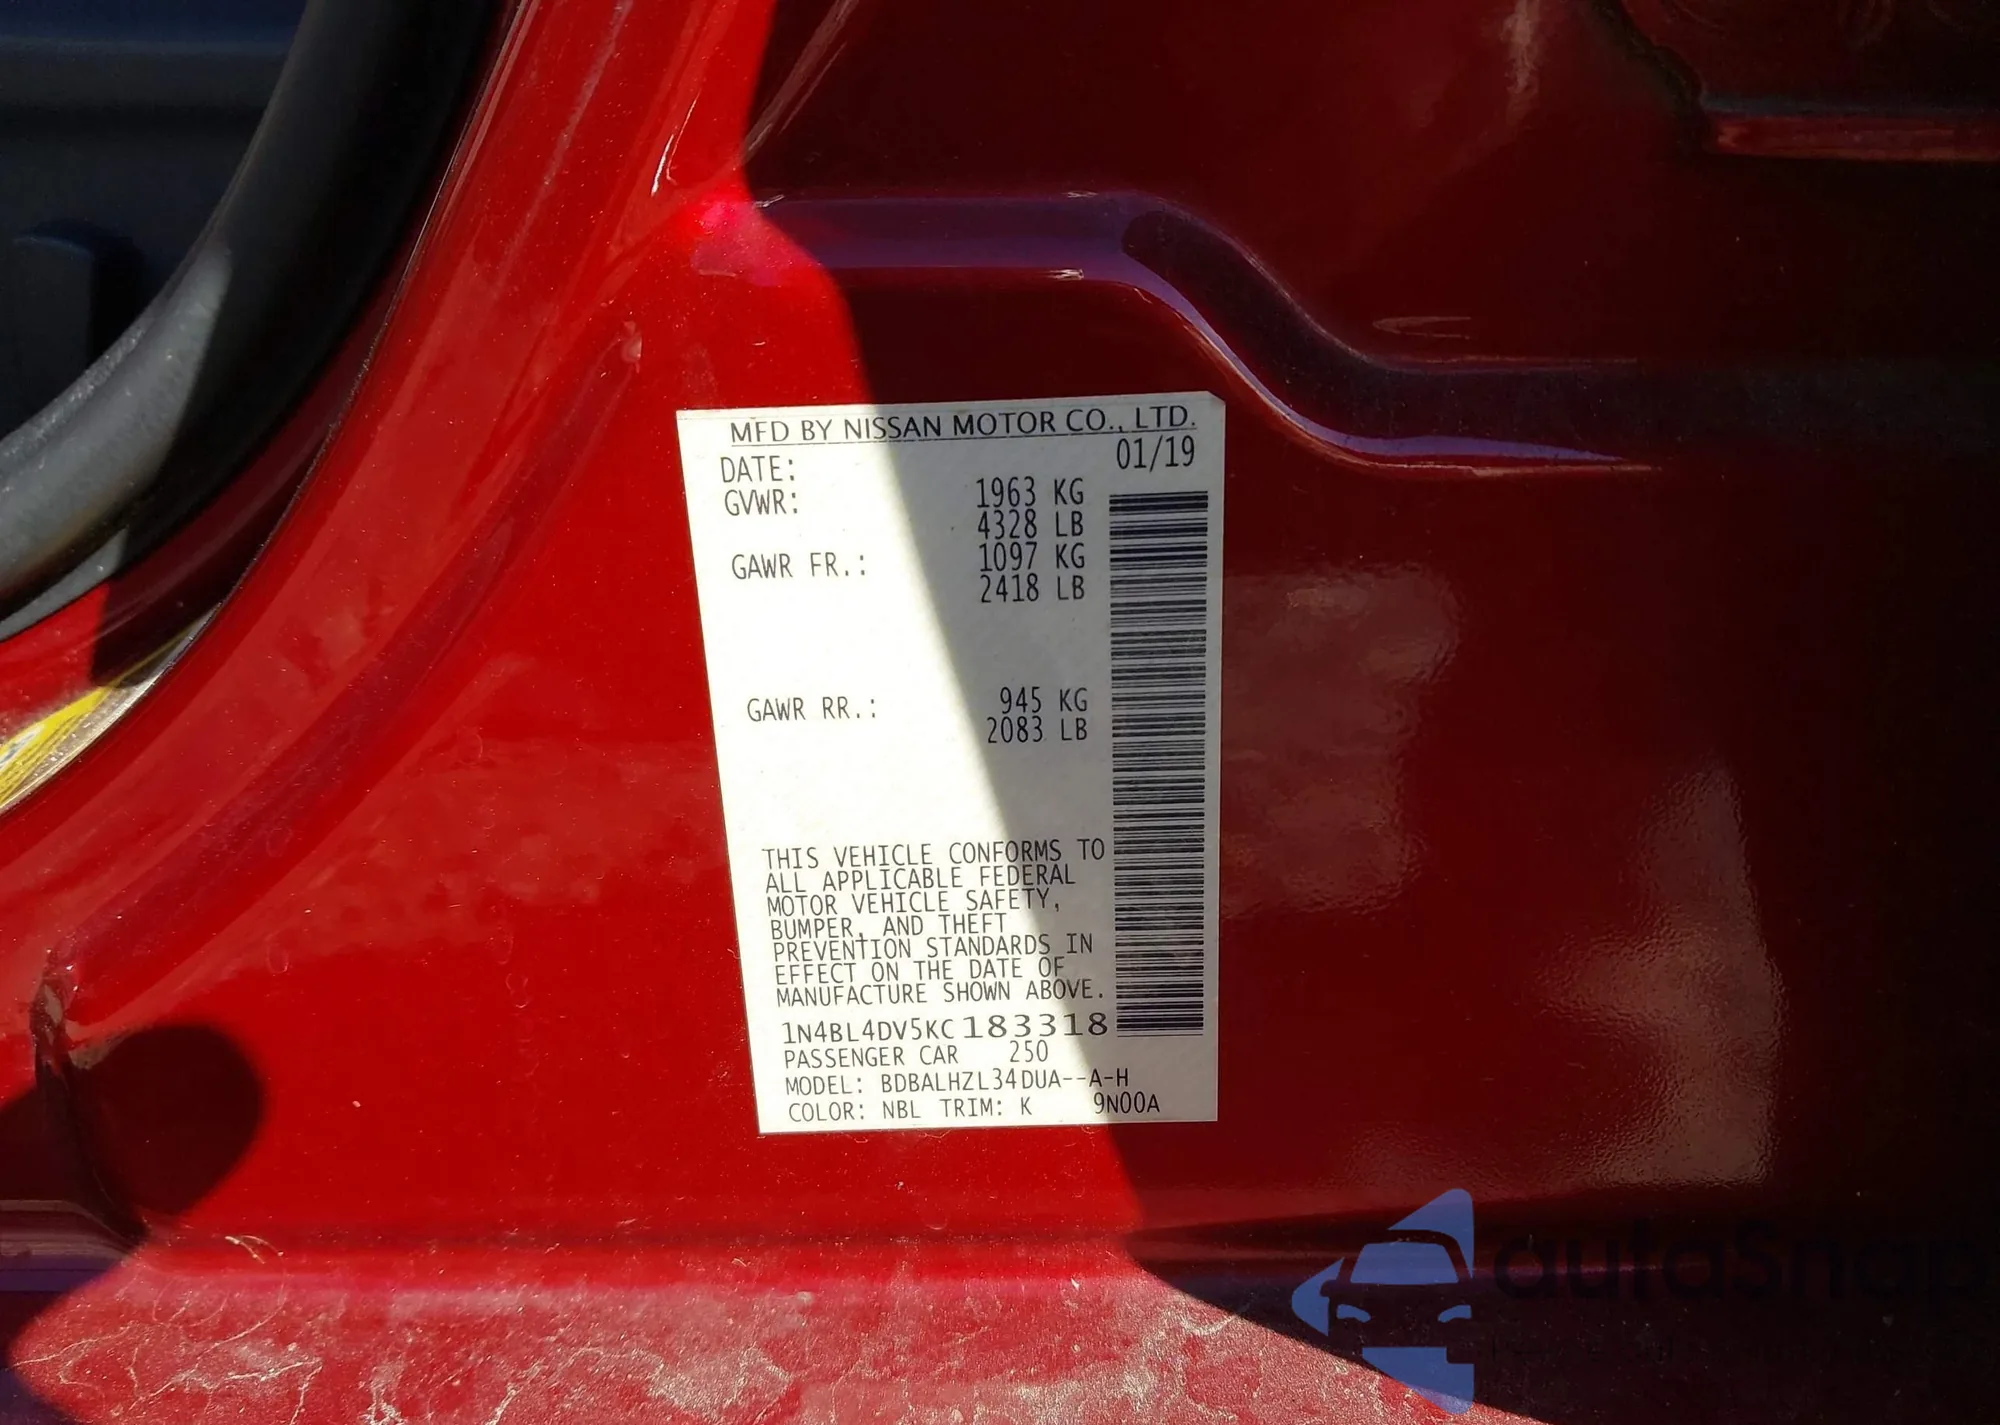 MFD BY NISSAN MOTOR CO., LTD.
DATE: 01/19
GVWR: 1963 KG
4328 LB
GAWR FR.: 1097 KG
2418 LB
GAWR RR.: 945 KG
2083 LB
THIS VEHICLE CONFORMS TO
ALL APPLICABLE FEDERAL
MOTOR VEHICLE SAFETY,
BUMPER, AND THEFT
PREVENTION STANDARDS IN
EFFECT ON THE DATE OF
MANUFACTURE SHOWN ABOVE.
1N4BL4DV5KC183318
PASSENGER CAR 250
MODEL: BDBALHZL34DUA--A-H
COLOR: NBL TRIM: K 9N00A
autoSnap